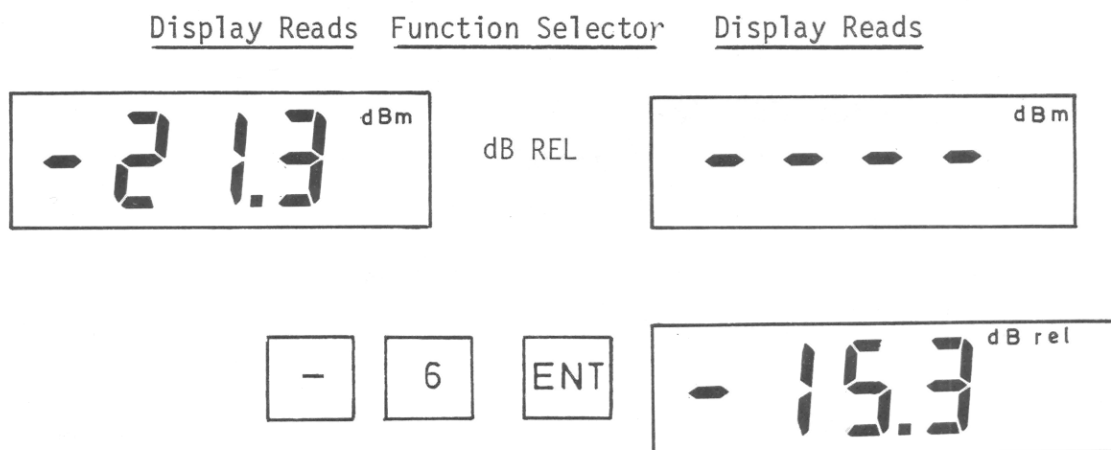 Display Reads Function Selector Display Reads
-21.3 dBm dB REL ---- dBm
- 6 ENT -15.3 dB rel